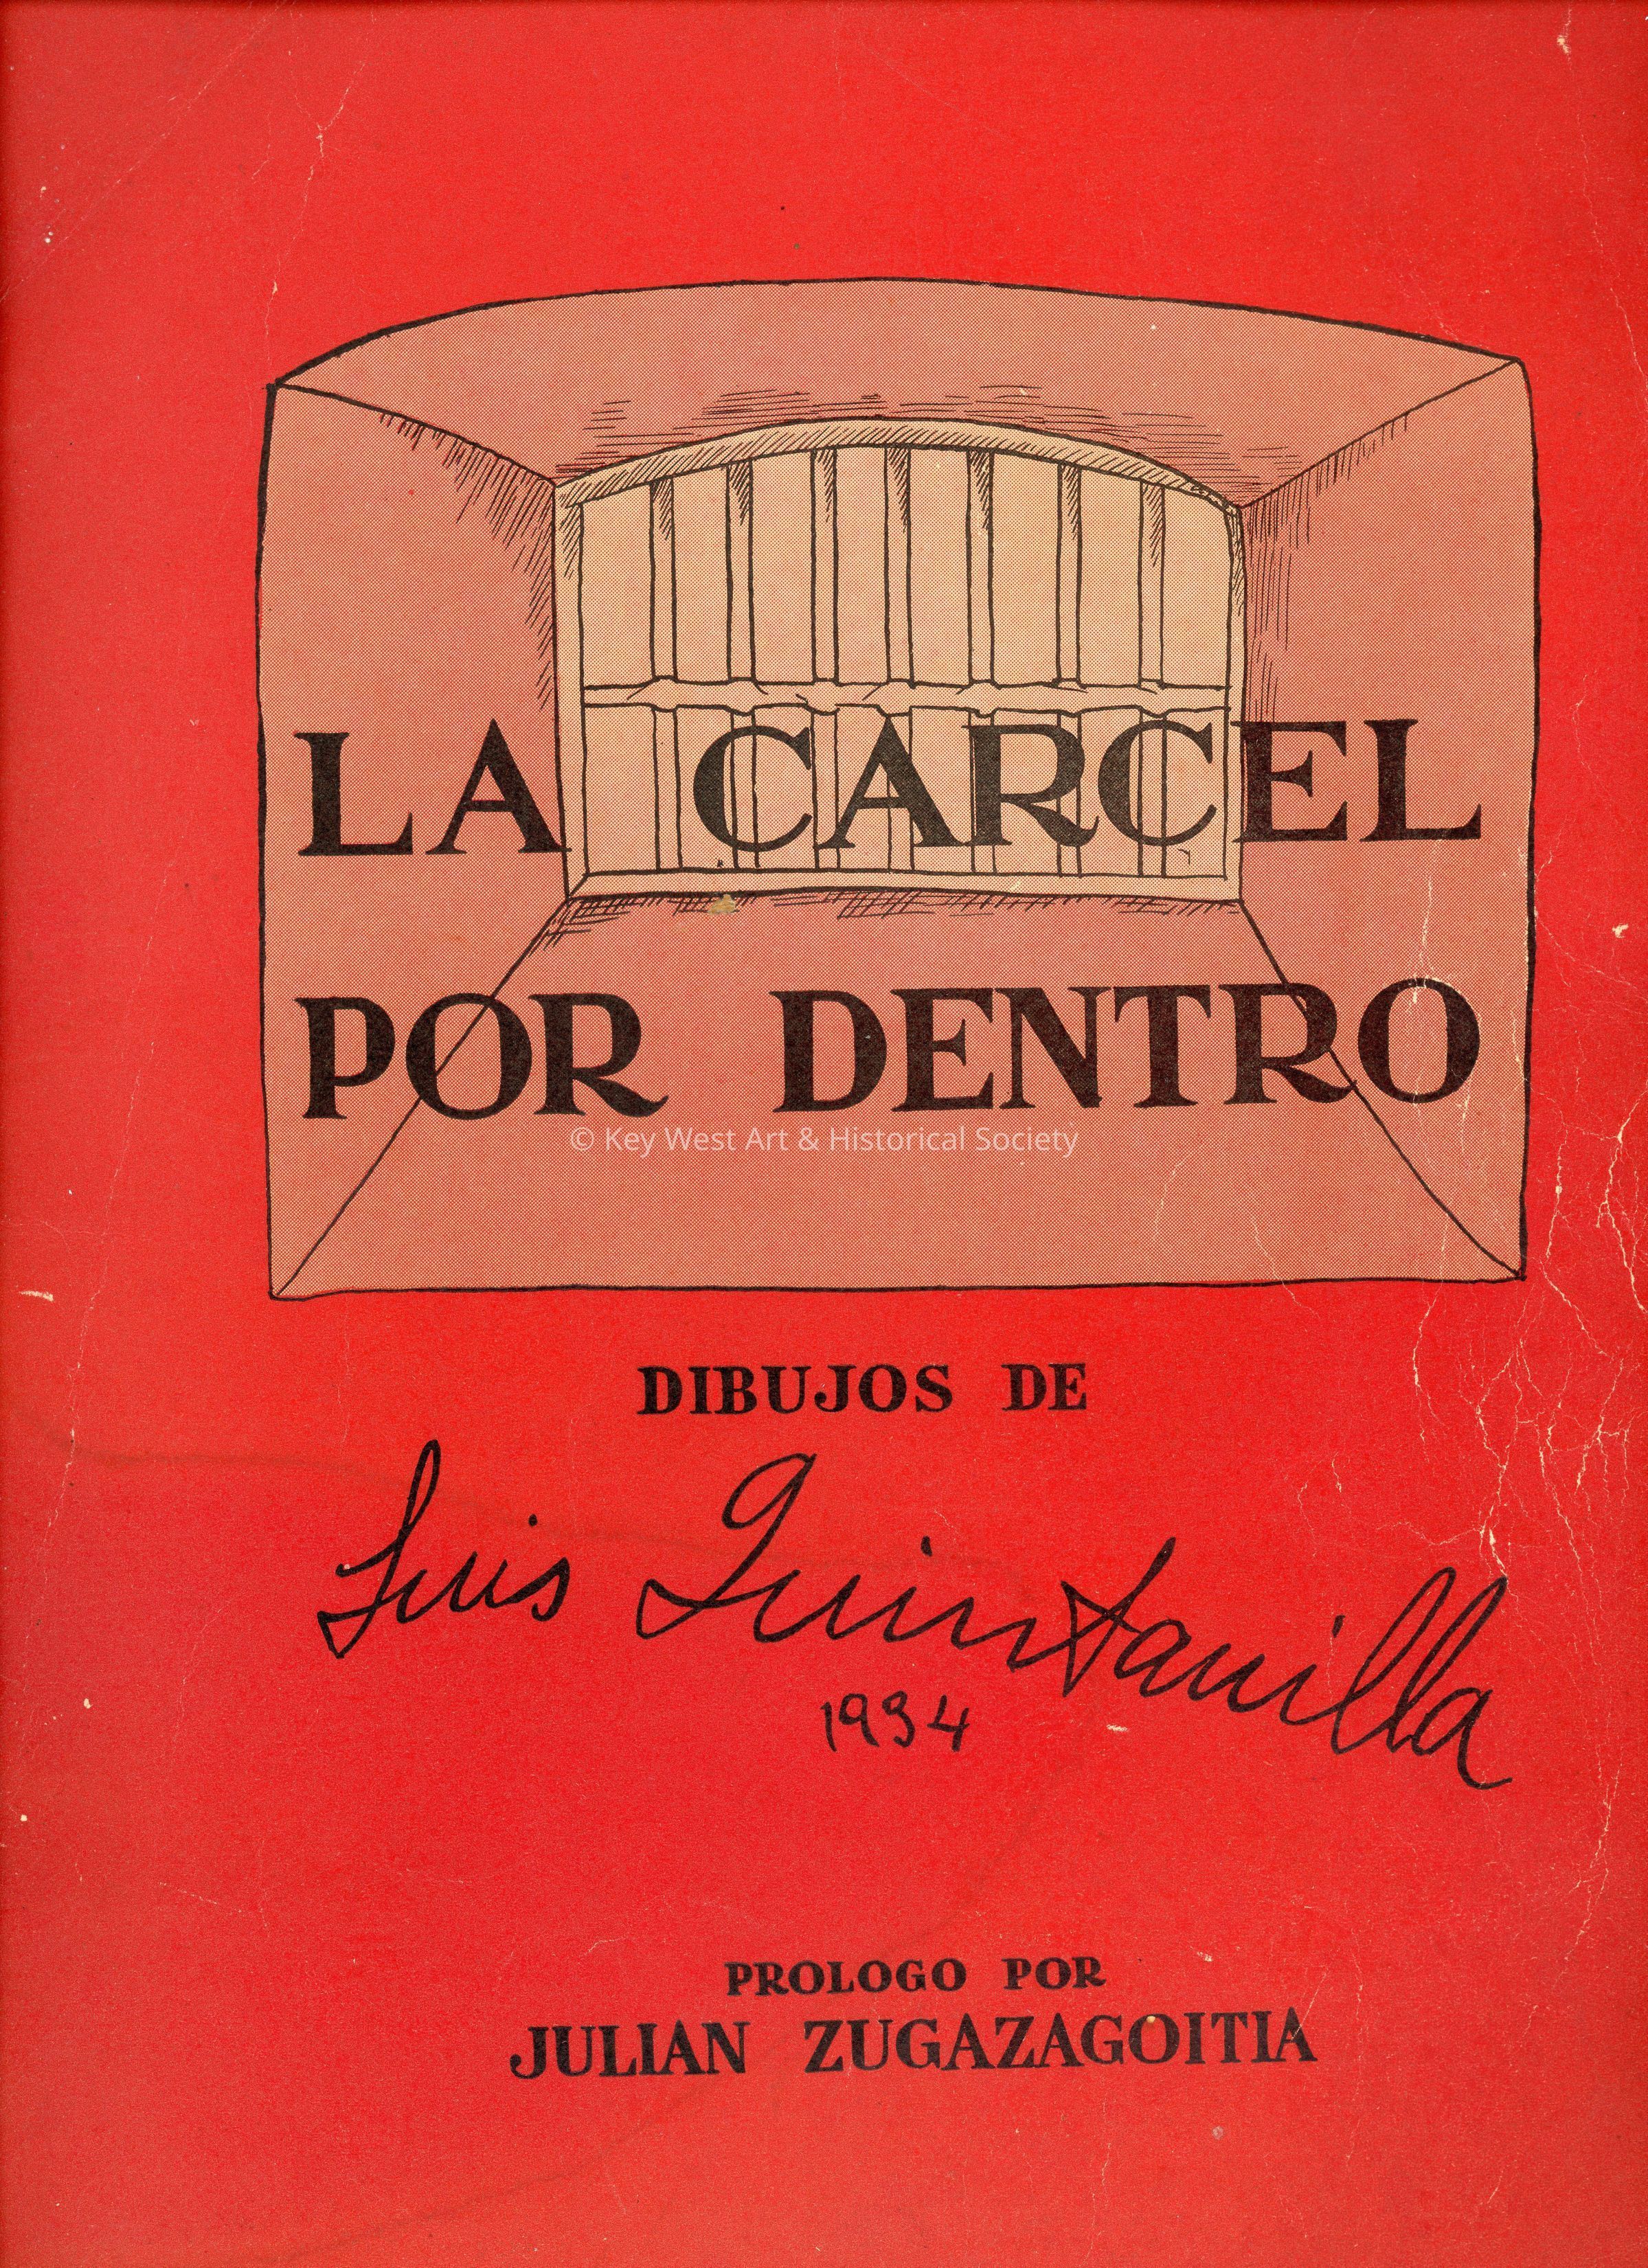 LA CARCEL
POR DENTRO
© Key West Art & Historical Society
DIBUJOS DE
Luis Quintanilla
1934
PROLOGO POR
JULIAN ZUGAZAGOITIA